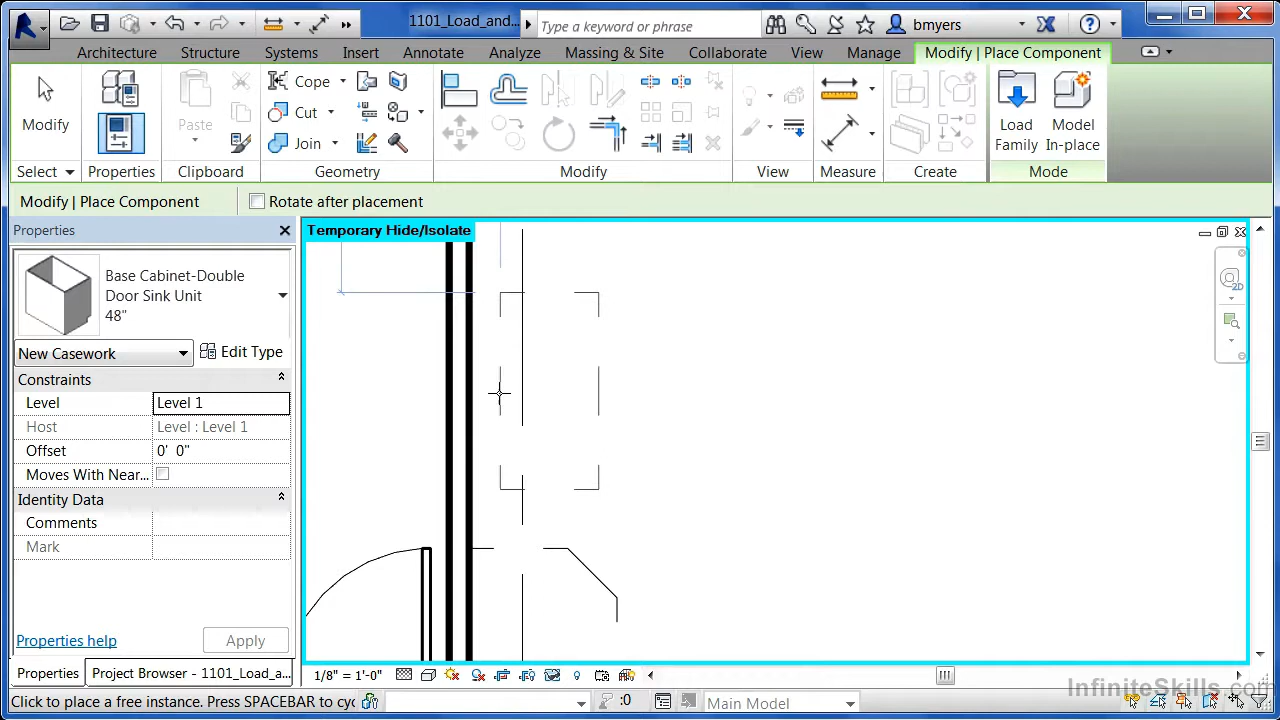 1101_Load_and...
Type a keyword or phrase
bmyers
Architecture
Structure
Systems
Insert
Annotate
Analyze
Massing & Site
Collaborate
View
Manage
Modify | Place Component
Modify
Paste
Cope
Cut
Join
Load
Family
Model
In-place
Select
Properties
Clipboard
Geometry
Modify
View
Measure
Create
Mode
Modify | Place Component
Rotate after placement
Properties
Temporary Hide/Isolate
Base Cabinet-Double
Door Sink Unit
48"
New Casework
Edit Type
Constraints
Level
Level 1
Host
Level : Level 1
Offset
0' 0"
Moves With Near...
Identity Data
Comments
Mark
2D
Properties help
Apply
Properties
Project Browser - 1101_Load_and...
1/8" = 1'-0"
InfiniteSkills.com
Click to place a free instance. Press SPACEBAR to cyc
:0
Main Model